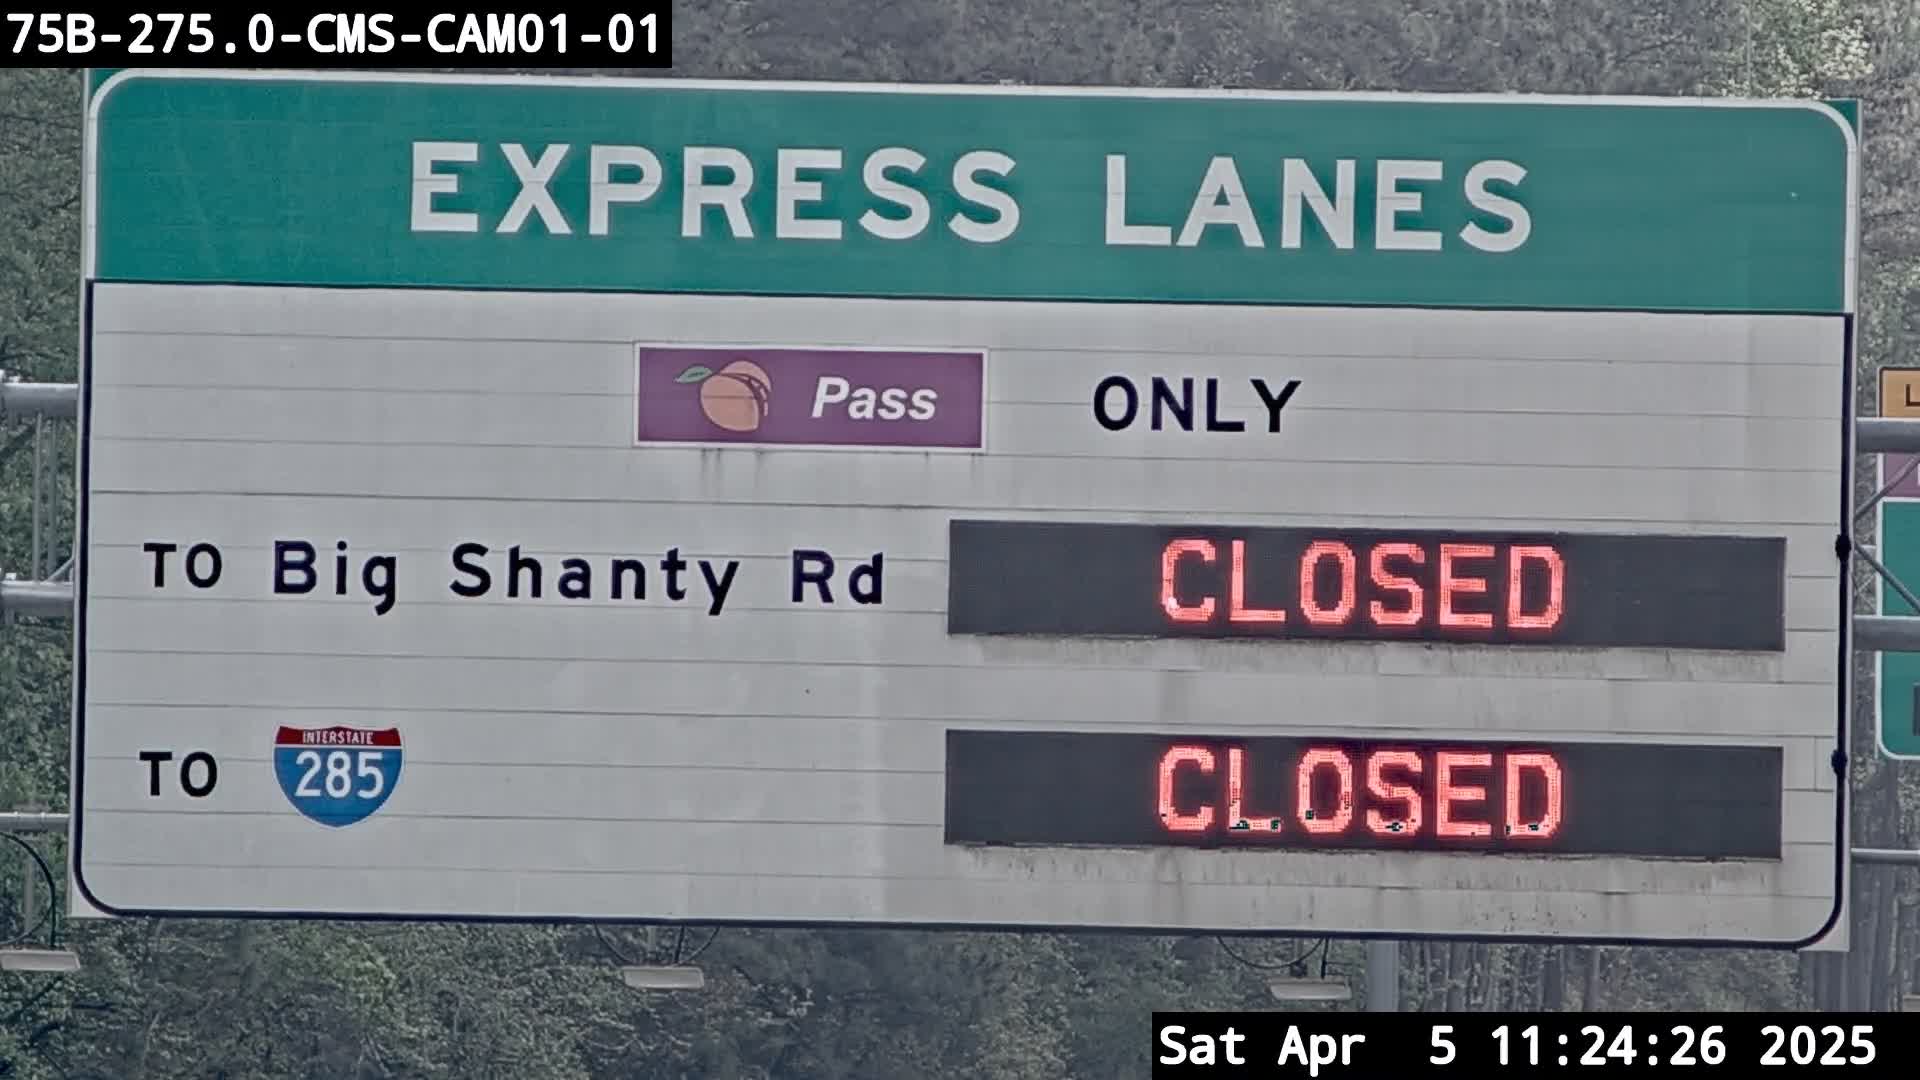 75B-275.0-CMS-CAM01-01
EXPRESS LANES
Pass ONLY
TO Big Shanty Rd CLOSED
TO INTERSTATE 285 CLOSED
Sat Apr 5 11:24:26 2025